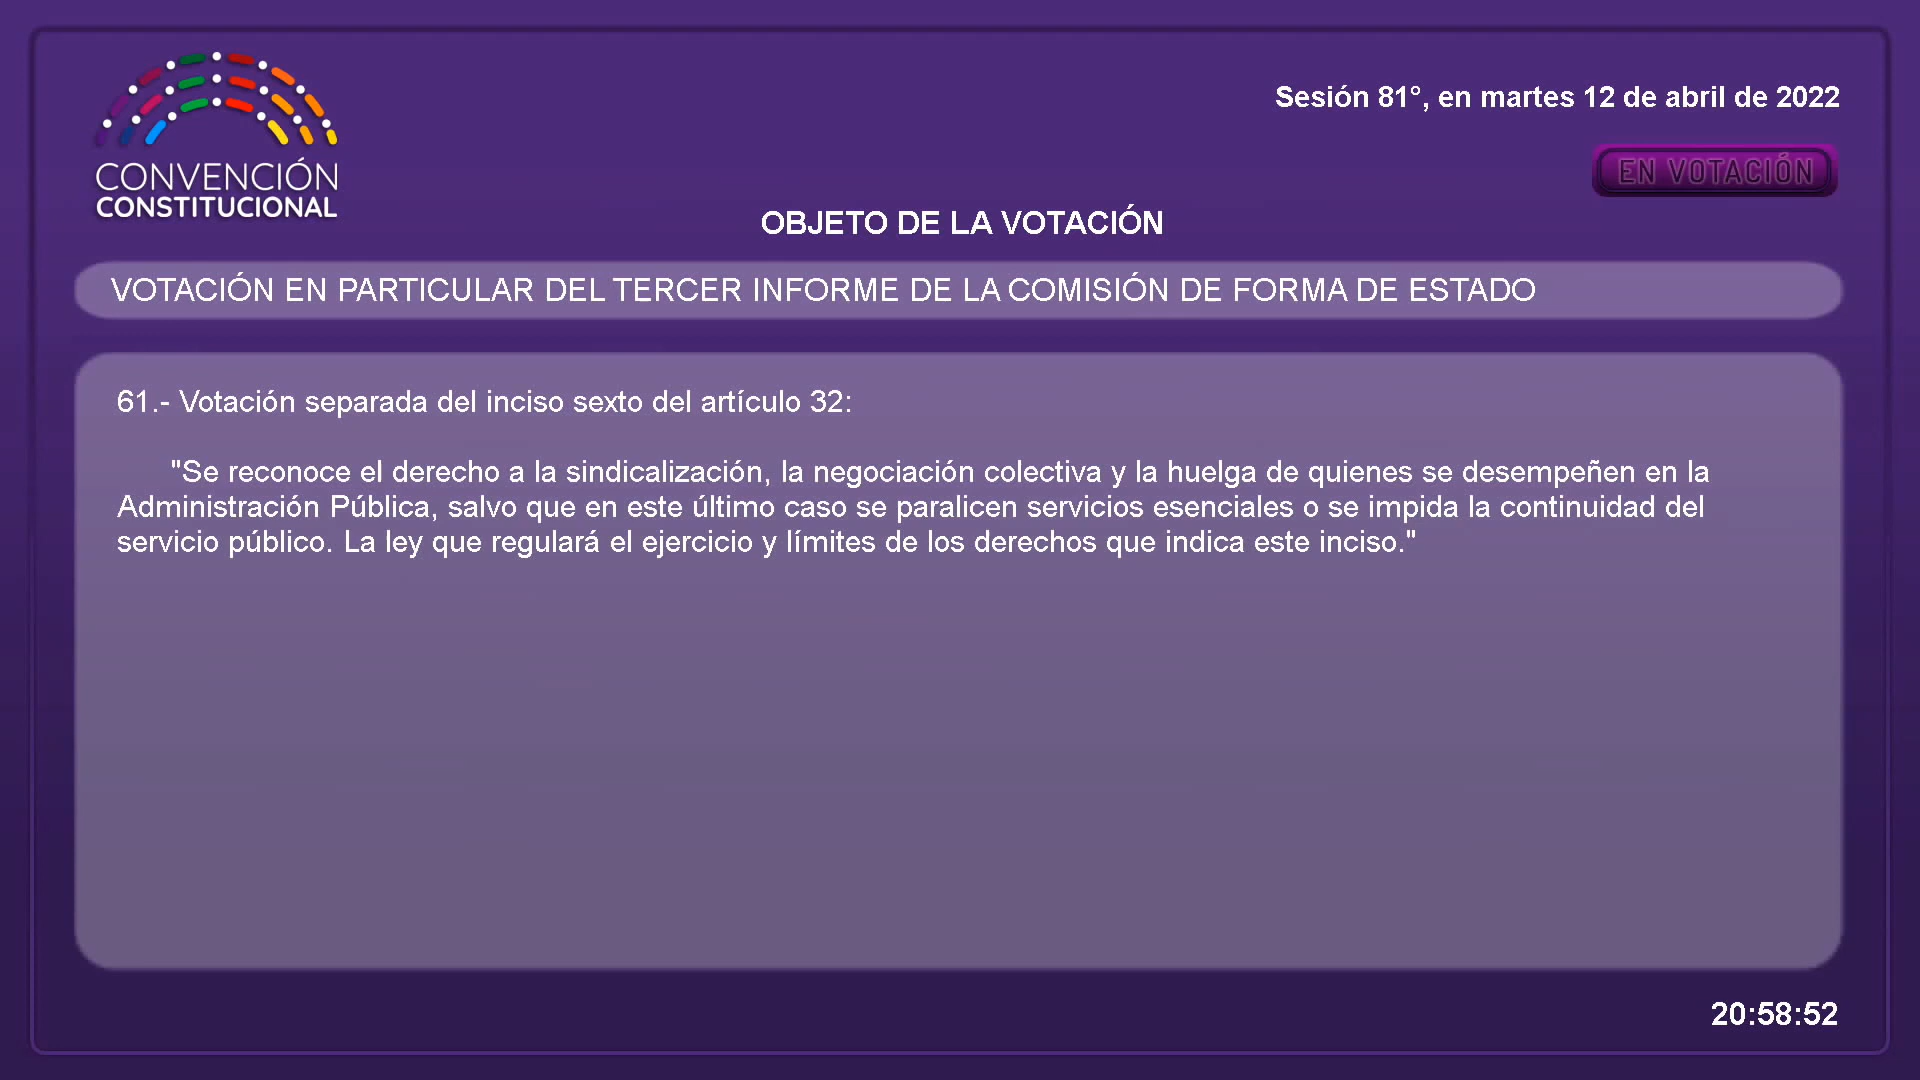 CONVENCIÓN
CONSTITUCIONAL
Sesión 81°, en martes 12 de abril de 2022
EN VOTACIÓN
OBJETO DE LA VOTACIÓN
VOTACIÓN EN PARTICULAR DEL TERCER INFORME DE LA COMISIÓN DE FORMA DE ESTADO
61.- Votación separada del inciso sexto del artículo 32:
"Se reconoce el derecho a la sindicalización, la negociación colectiva y la huelga de quienes se desempeñen en la
Administración Pública, salvo que en este último caso se paralicen servicios esenciales o se impida la continuidad del
servicio público. La ley que regulará el ejercicio y límites de los derechos que indica este inciso."
20:58:52